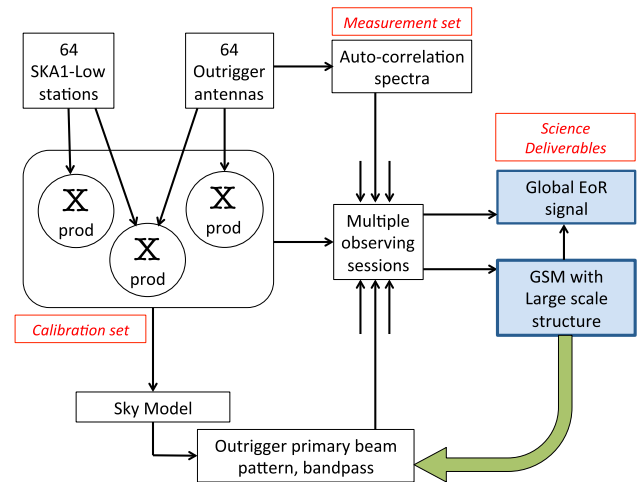 Measurement set
64
SKA1-Low
stations
64
Outrigger
antennas
Auto-correlation
spectra
Science
Deliverables
Global EoR
signal
X
prod
X
prod
X
prod
Multiple
observing
sessions
GSM with
Large scale
structure
Calibration set
Sky Model
Outrigger primary beam
pattern, bandpass